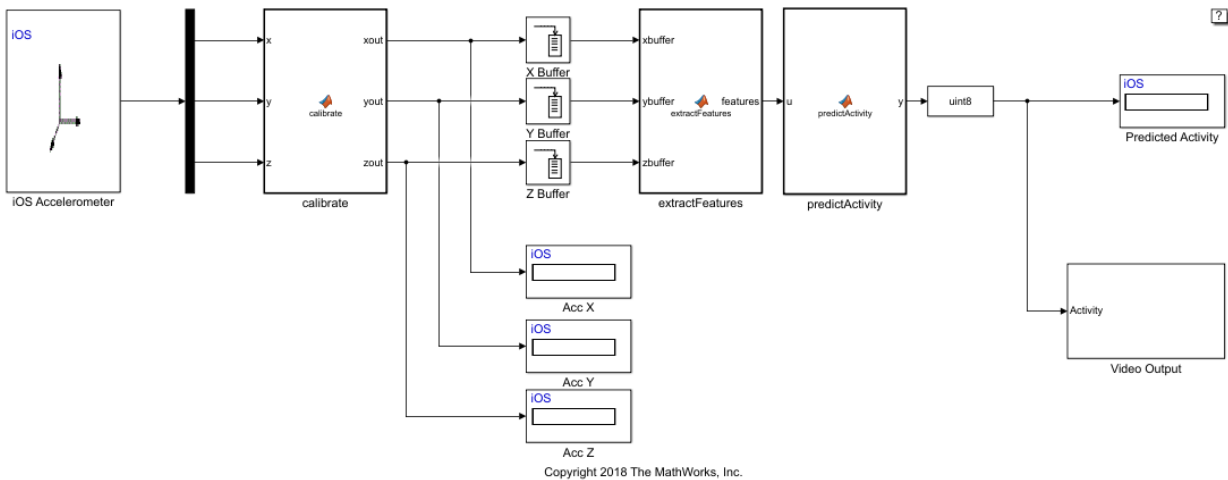 iOS
iOS Accelerometer
x
y
z
calibrate
xout
yout
zout
calibrate
X Buffer
Y Buffer
Z Buffer
xbuffer
ybuffer
zbuffer
extractFeatures
features
extractFeatures
u
predictActivity
y
predictActivity
uint8
?
iOS
Predicted Activity
iOS
Acc X
iOS
Acc Y
iOS
Acc Z
Activity
Video Output
Copyright 2018 The MathWorks, Inc.